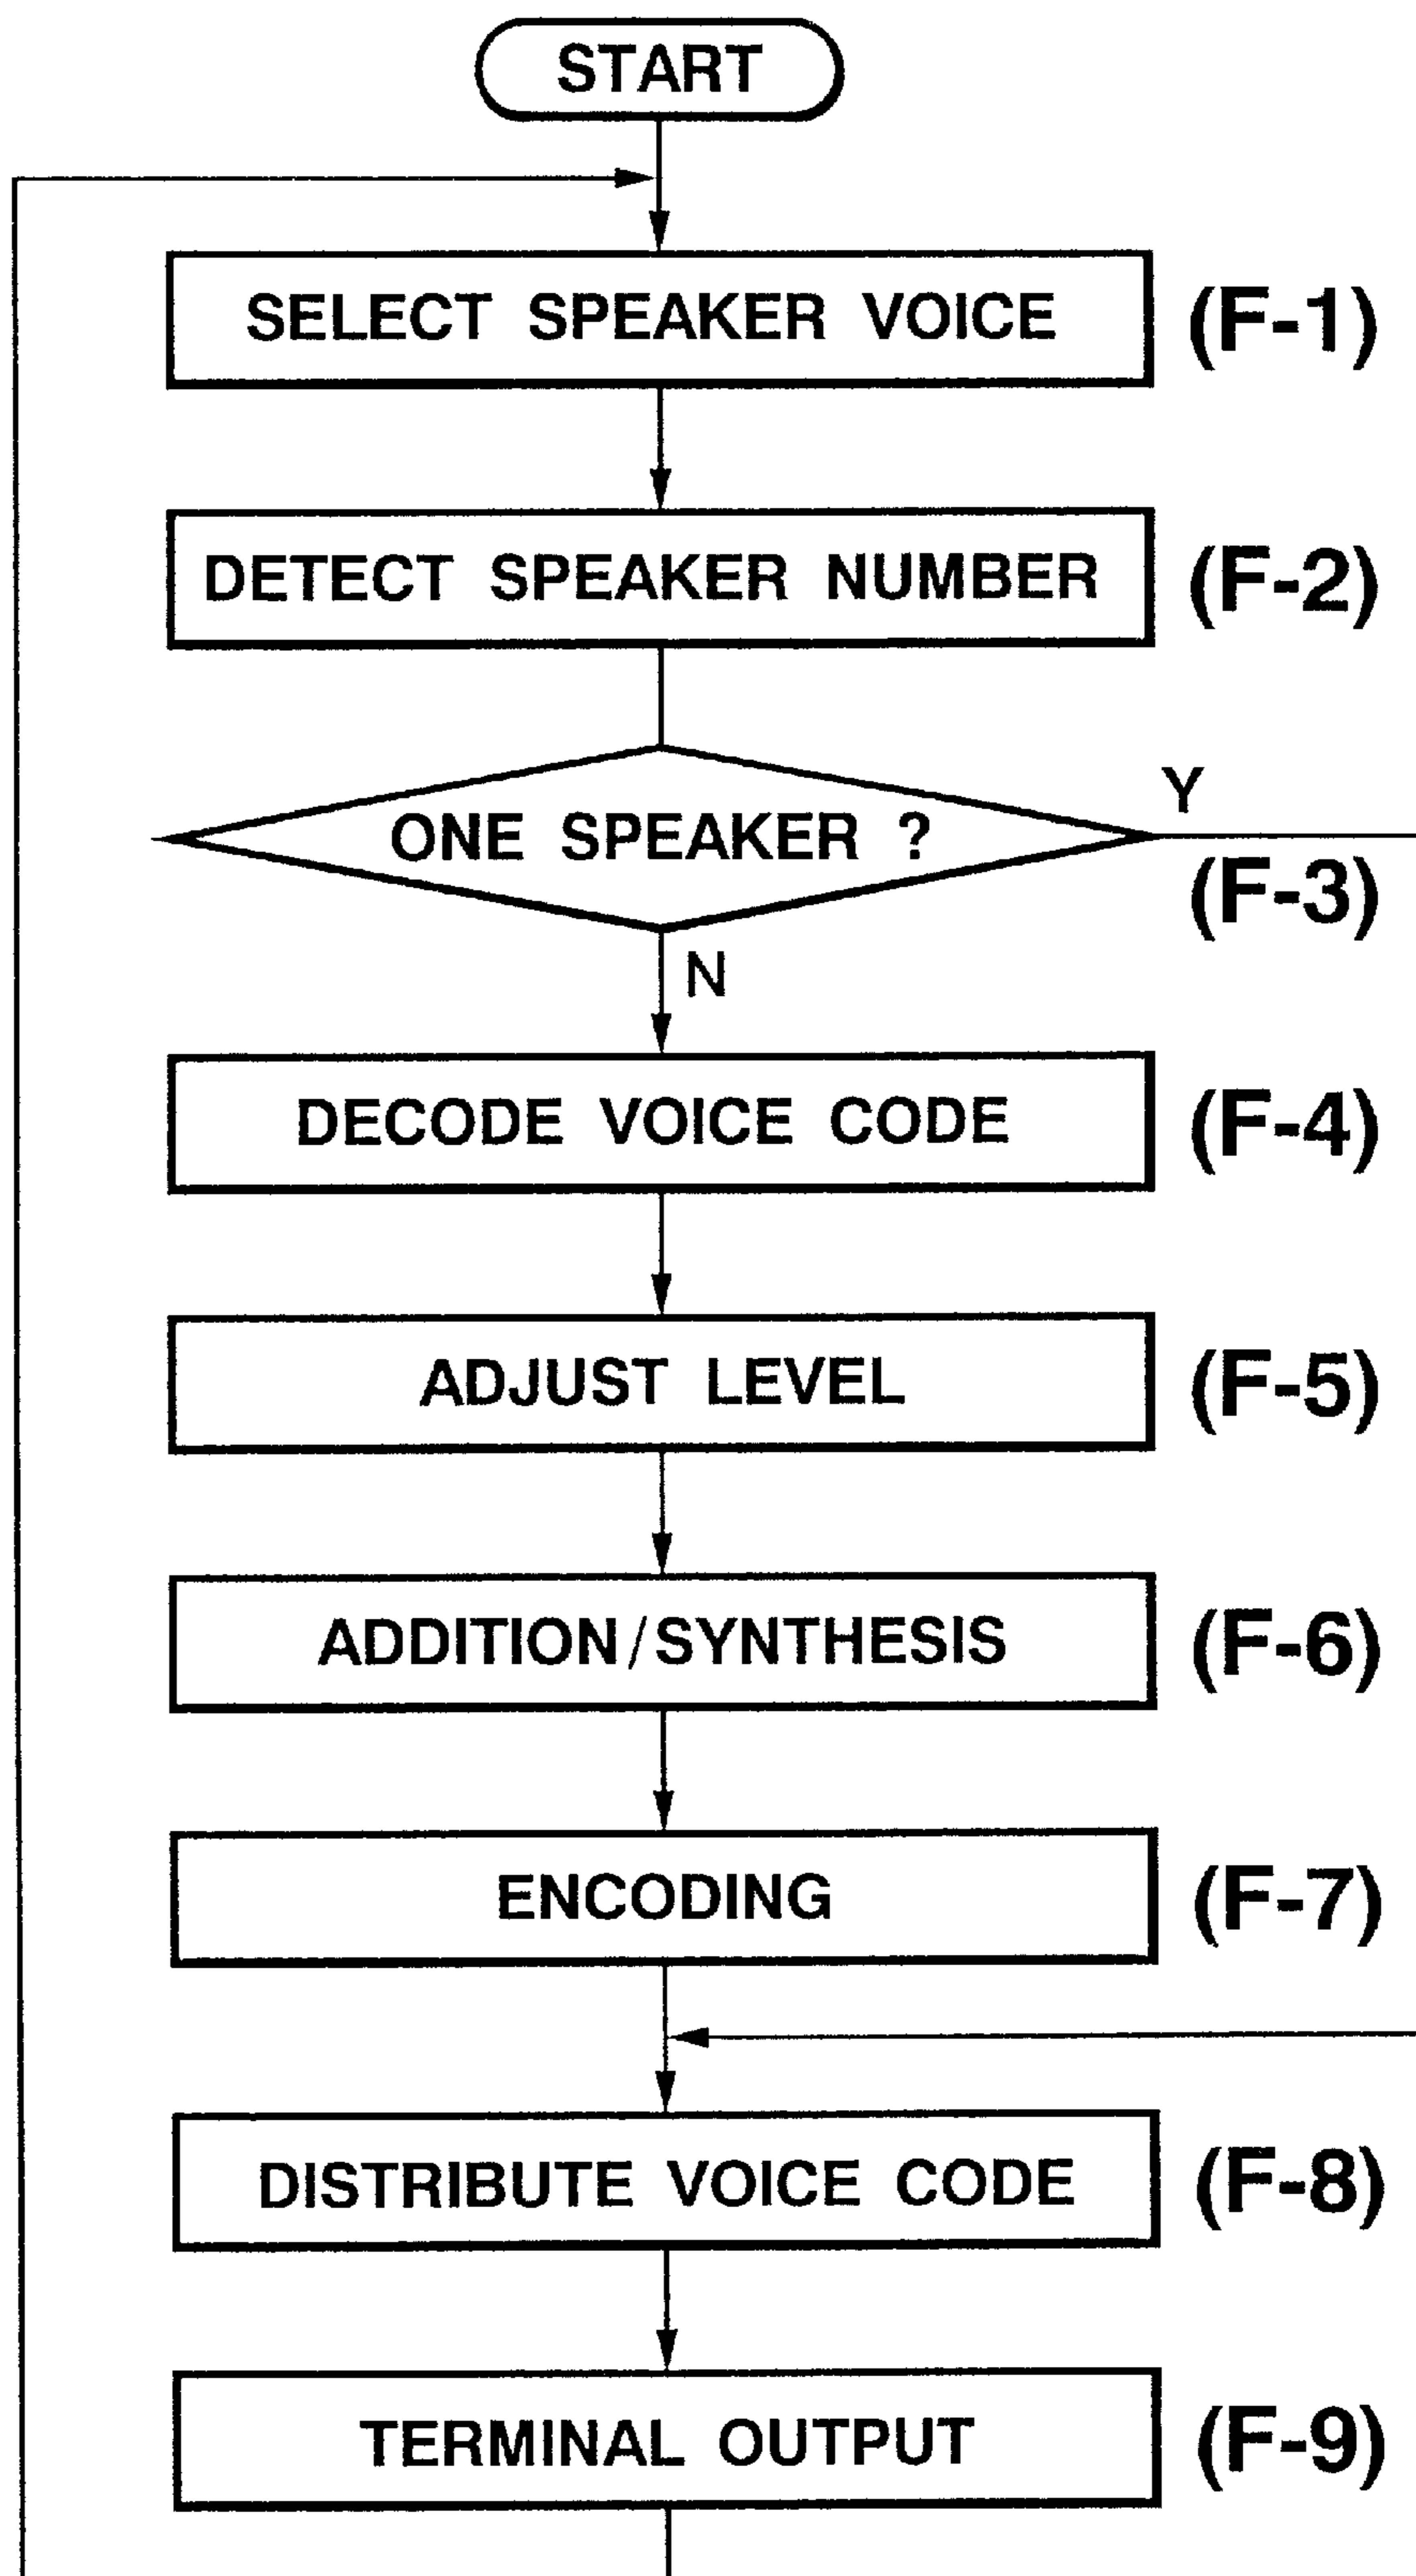 START
SELECT SPEAKER VOICE (F-1)
DETECT SPEAKER NUMBER (F-2)
Y
ONE SPEAKER ?
(F-3)
N
DECODE VOICE CODE (F-4)
ADJUST LEVEL (F-5)
ADDITION/SYNTHESIS (F-6)
ENCODING (F-7)
DISTRIBUTE VOICE CODE (F-8)
TERMINAL OUTPUT (F-9)